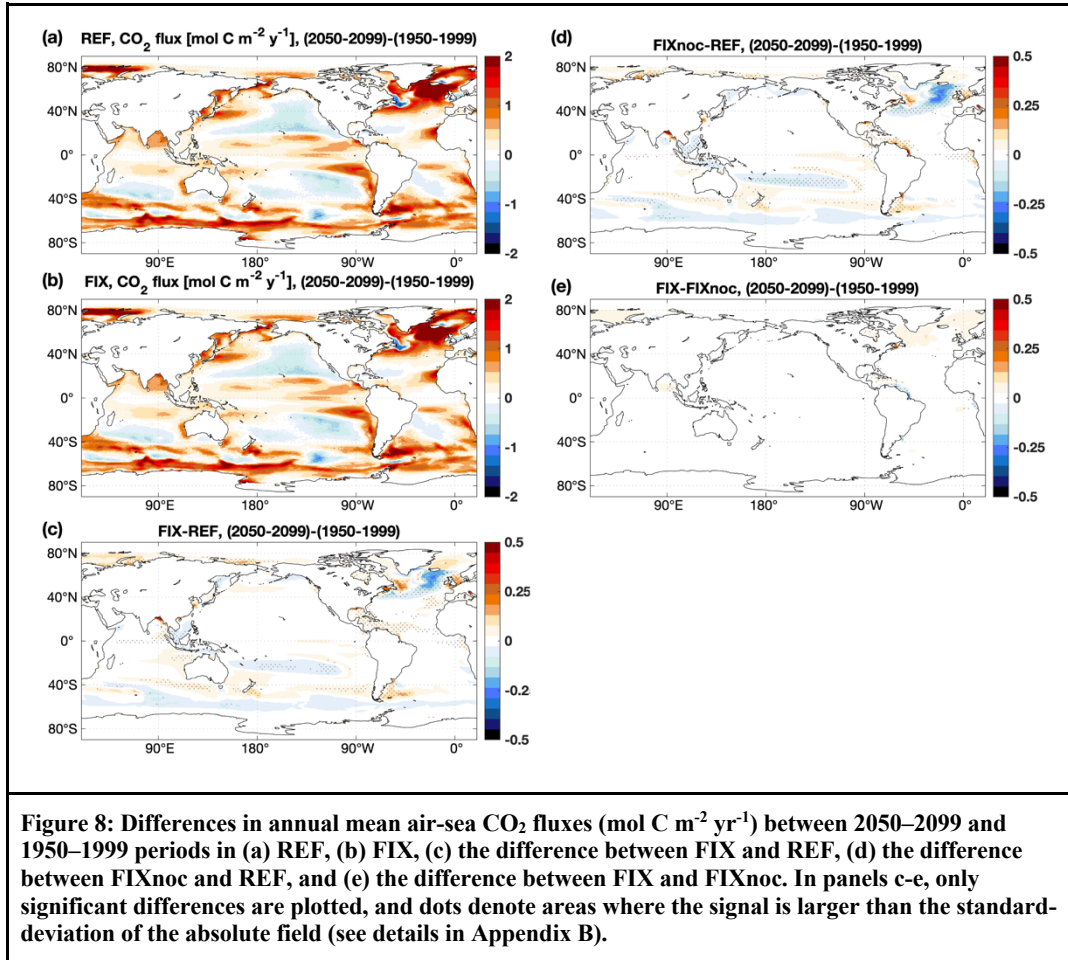 (a) REF, CO2 flux [mol C m-2 y-1], (2050-2099)-(1950-1999)
80°N
40°N
0°
40°S
80°S
90°E 180° 90°W 0°
2
1
0
-1
-2
(b) FIX, CO2 flux [mol C m-2 y-1], (2050-2099)-(1950-1999)
80°N
40°N
0°
40°S
80°S
90°E 180° 90°W 0°
2
1
0
-1
-2
(c) FIX-REF, (2050-2099)-(1950-1999)
80°N
40°N
0°
40°S
80°S
90°E 180° 90°W 0°
0.5
0.25
0
-0.2
-0.5
(d) FIXnoc-REF, (2050-2099)-(1950-1999)
80°N
40°N
0°
40°S
80°S
90°E 180° 90°W 0°
0.5
0.25
0
-0.25
-0.5
(e) FIX-FIXnoc, (2050-2099)-(1950-1999)
80°N
40°N
0°
40°S
80°S
90°E 180° 90°W 0°
0.5
0.25
0
-0.25
-0.5
Figure 8: Differences in annual mean air-sea CO2 fluxes (mol C m-2 yr-1) between 2050–2099 and
1950–1999 periods in (a) REF, (b) FIX, (c) the difference between FIX and REF, (d) the difference
between FIXnoc and REF, and (e) the difference between FIX and FIXnoc. In panels c-e, only
significant differences are plotted, and dots denote areas where the signal is larger than the standard-
deviation of the absolute field (see details in Appendix B).